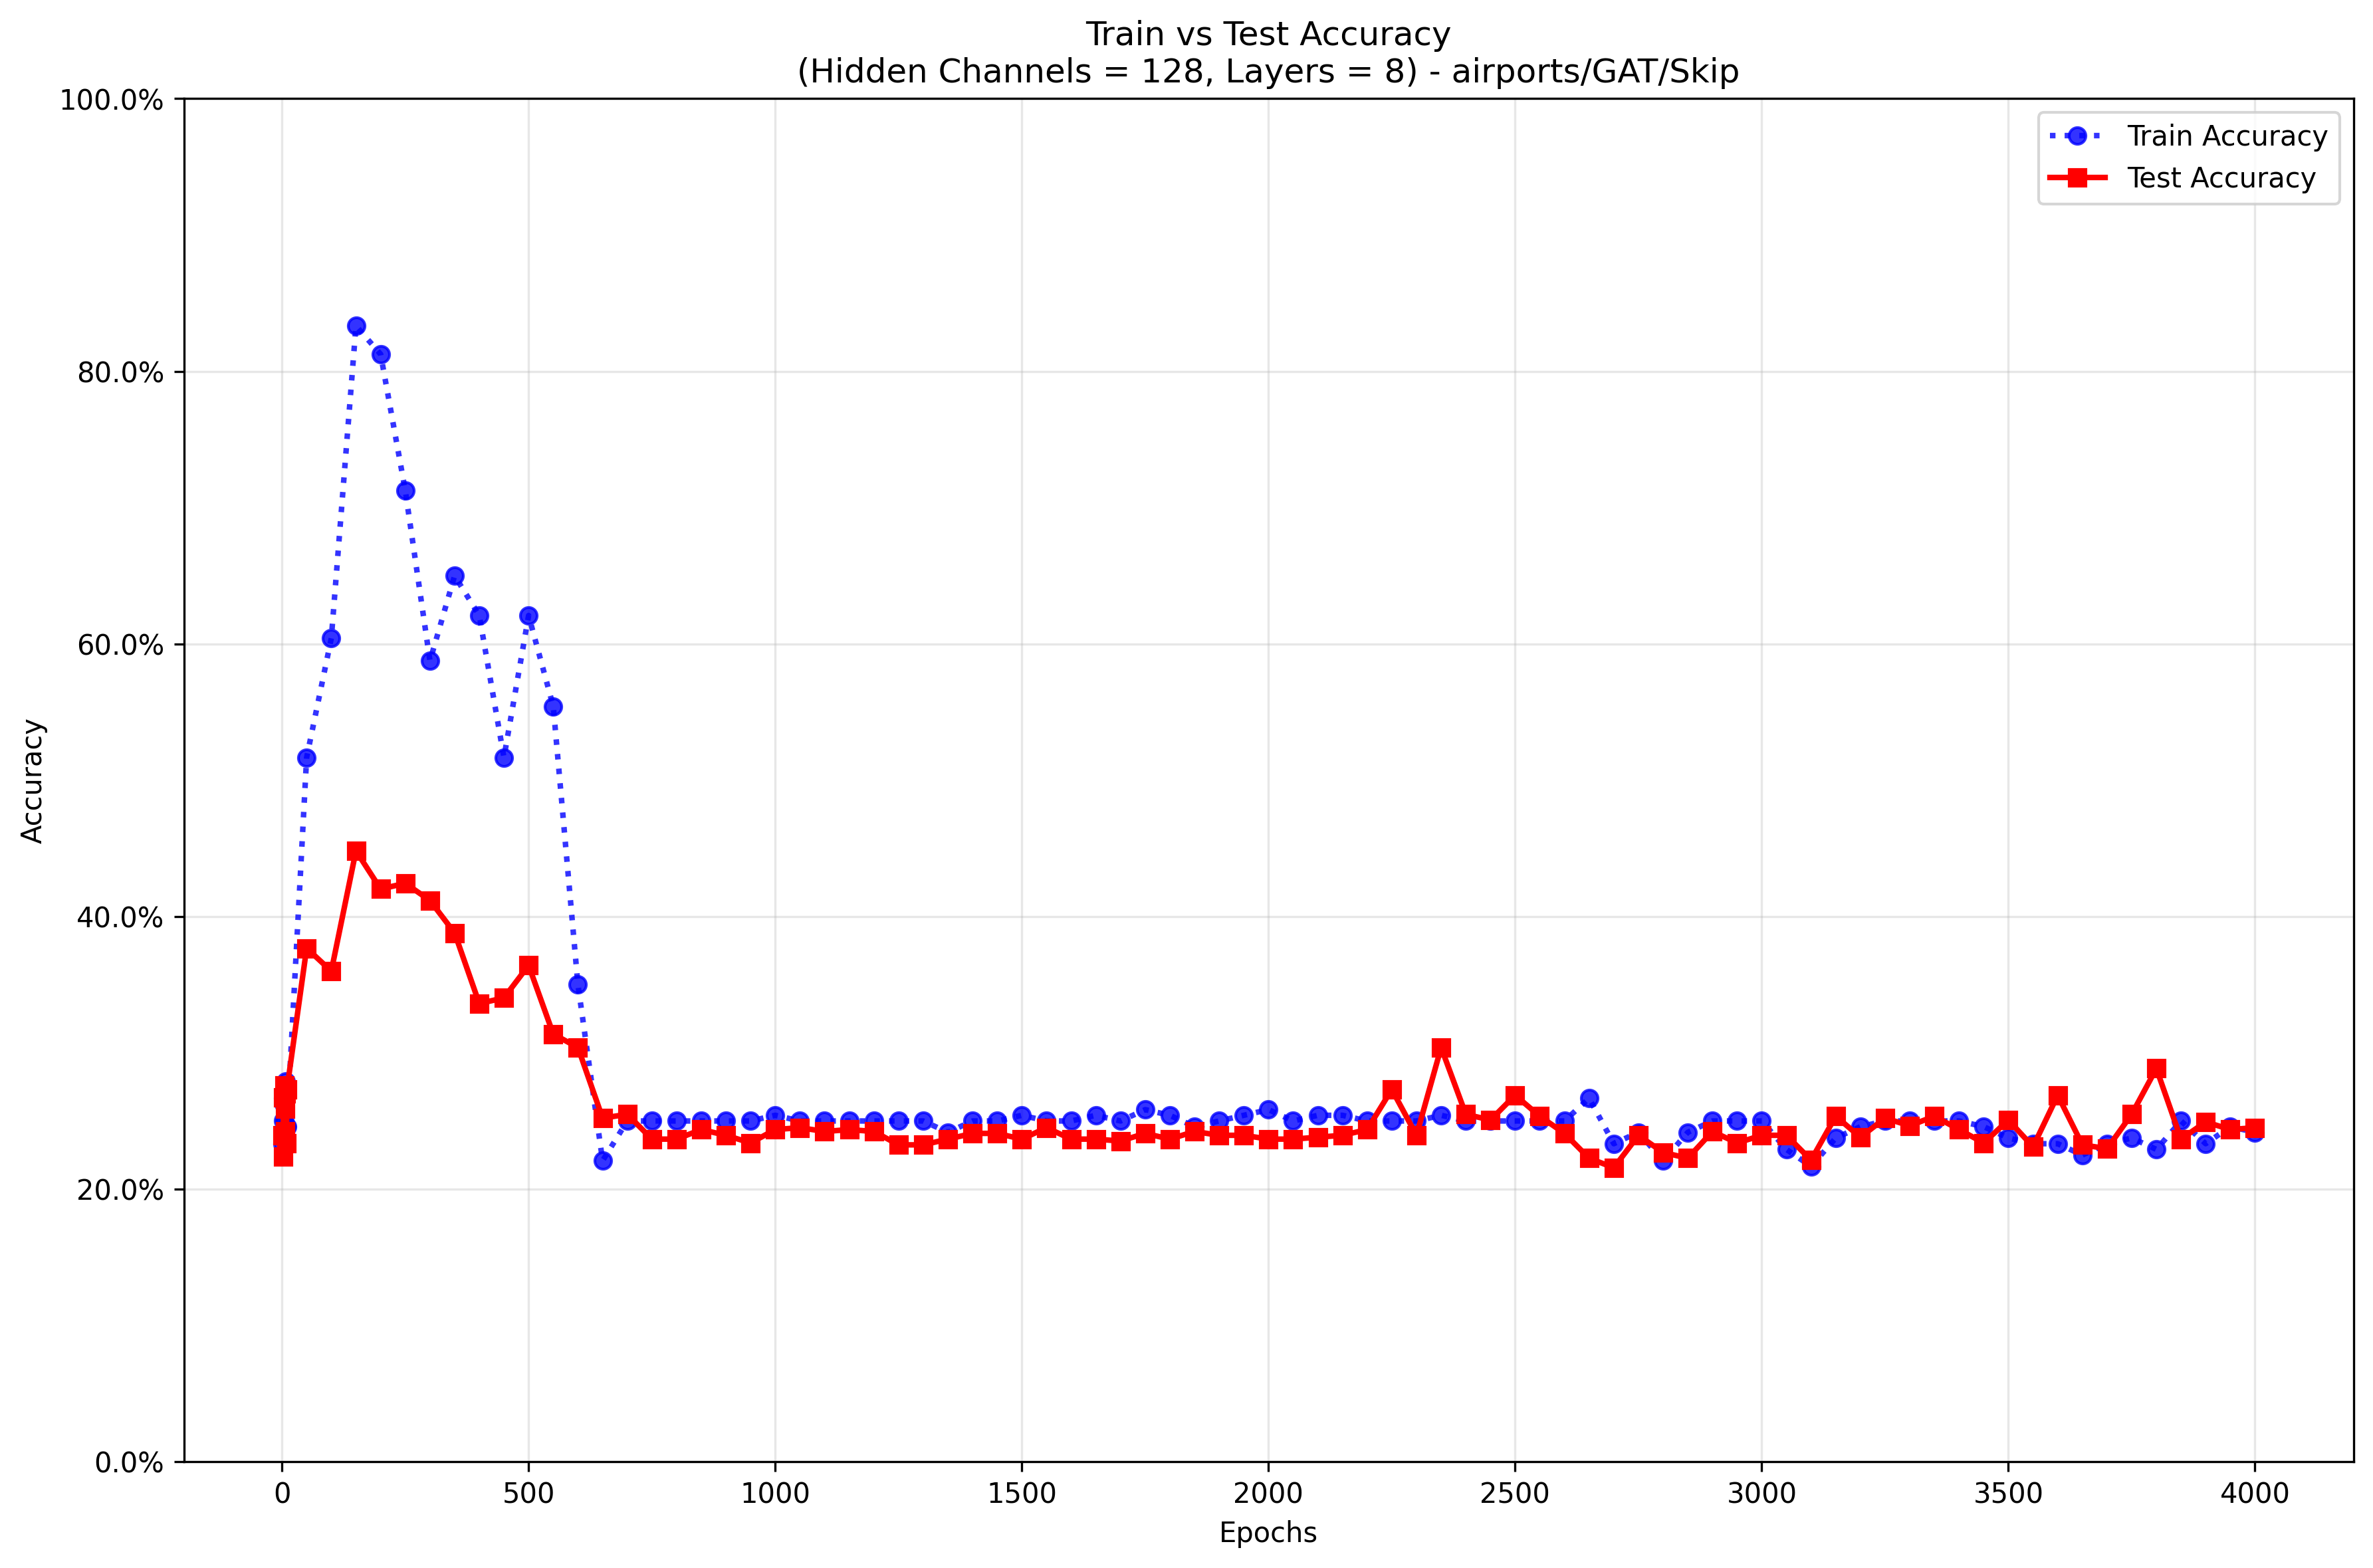 Train vs Test Accuracy
(Hidden Channels = 128, Layers = 8) - airports/GAT/Skip
100.0%
80.0%
60.0%
40.0%
20.0%
0.0%
Accuracy
Train Accuracy
Test Accuracy
0 500 1000 1500 2000 2500 3000 3500 4000
Epochs